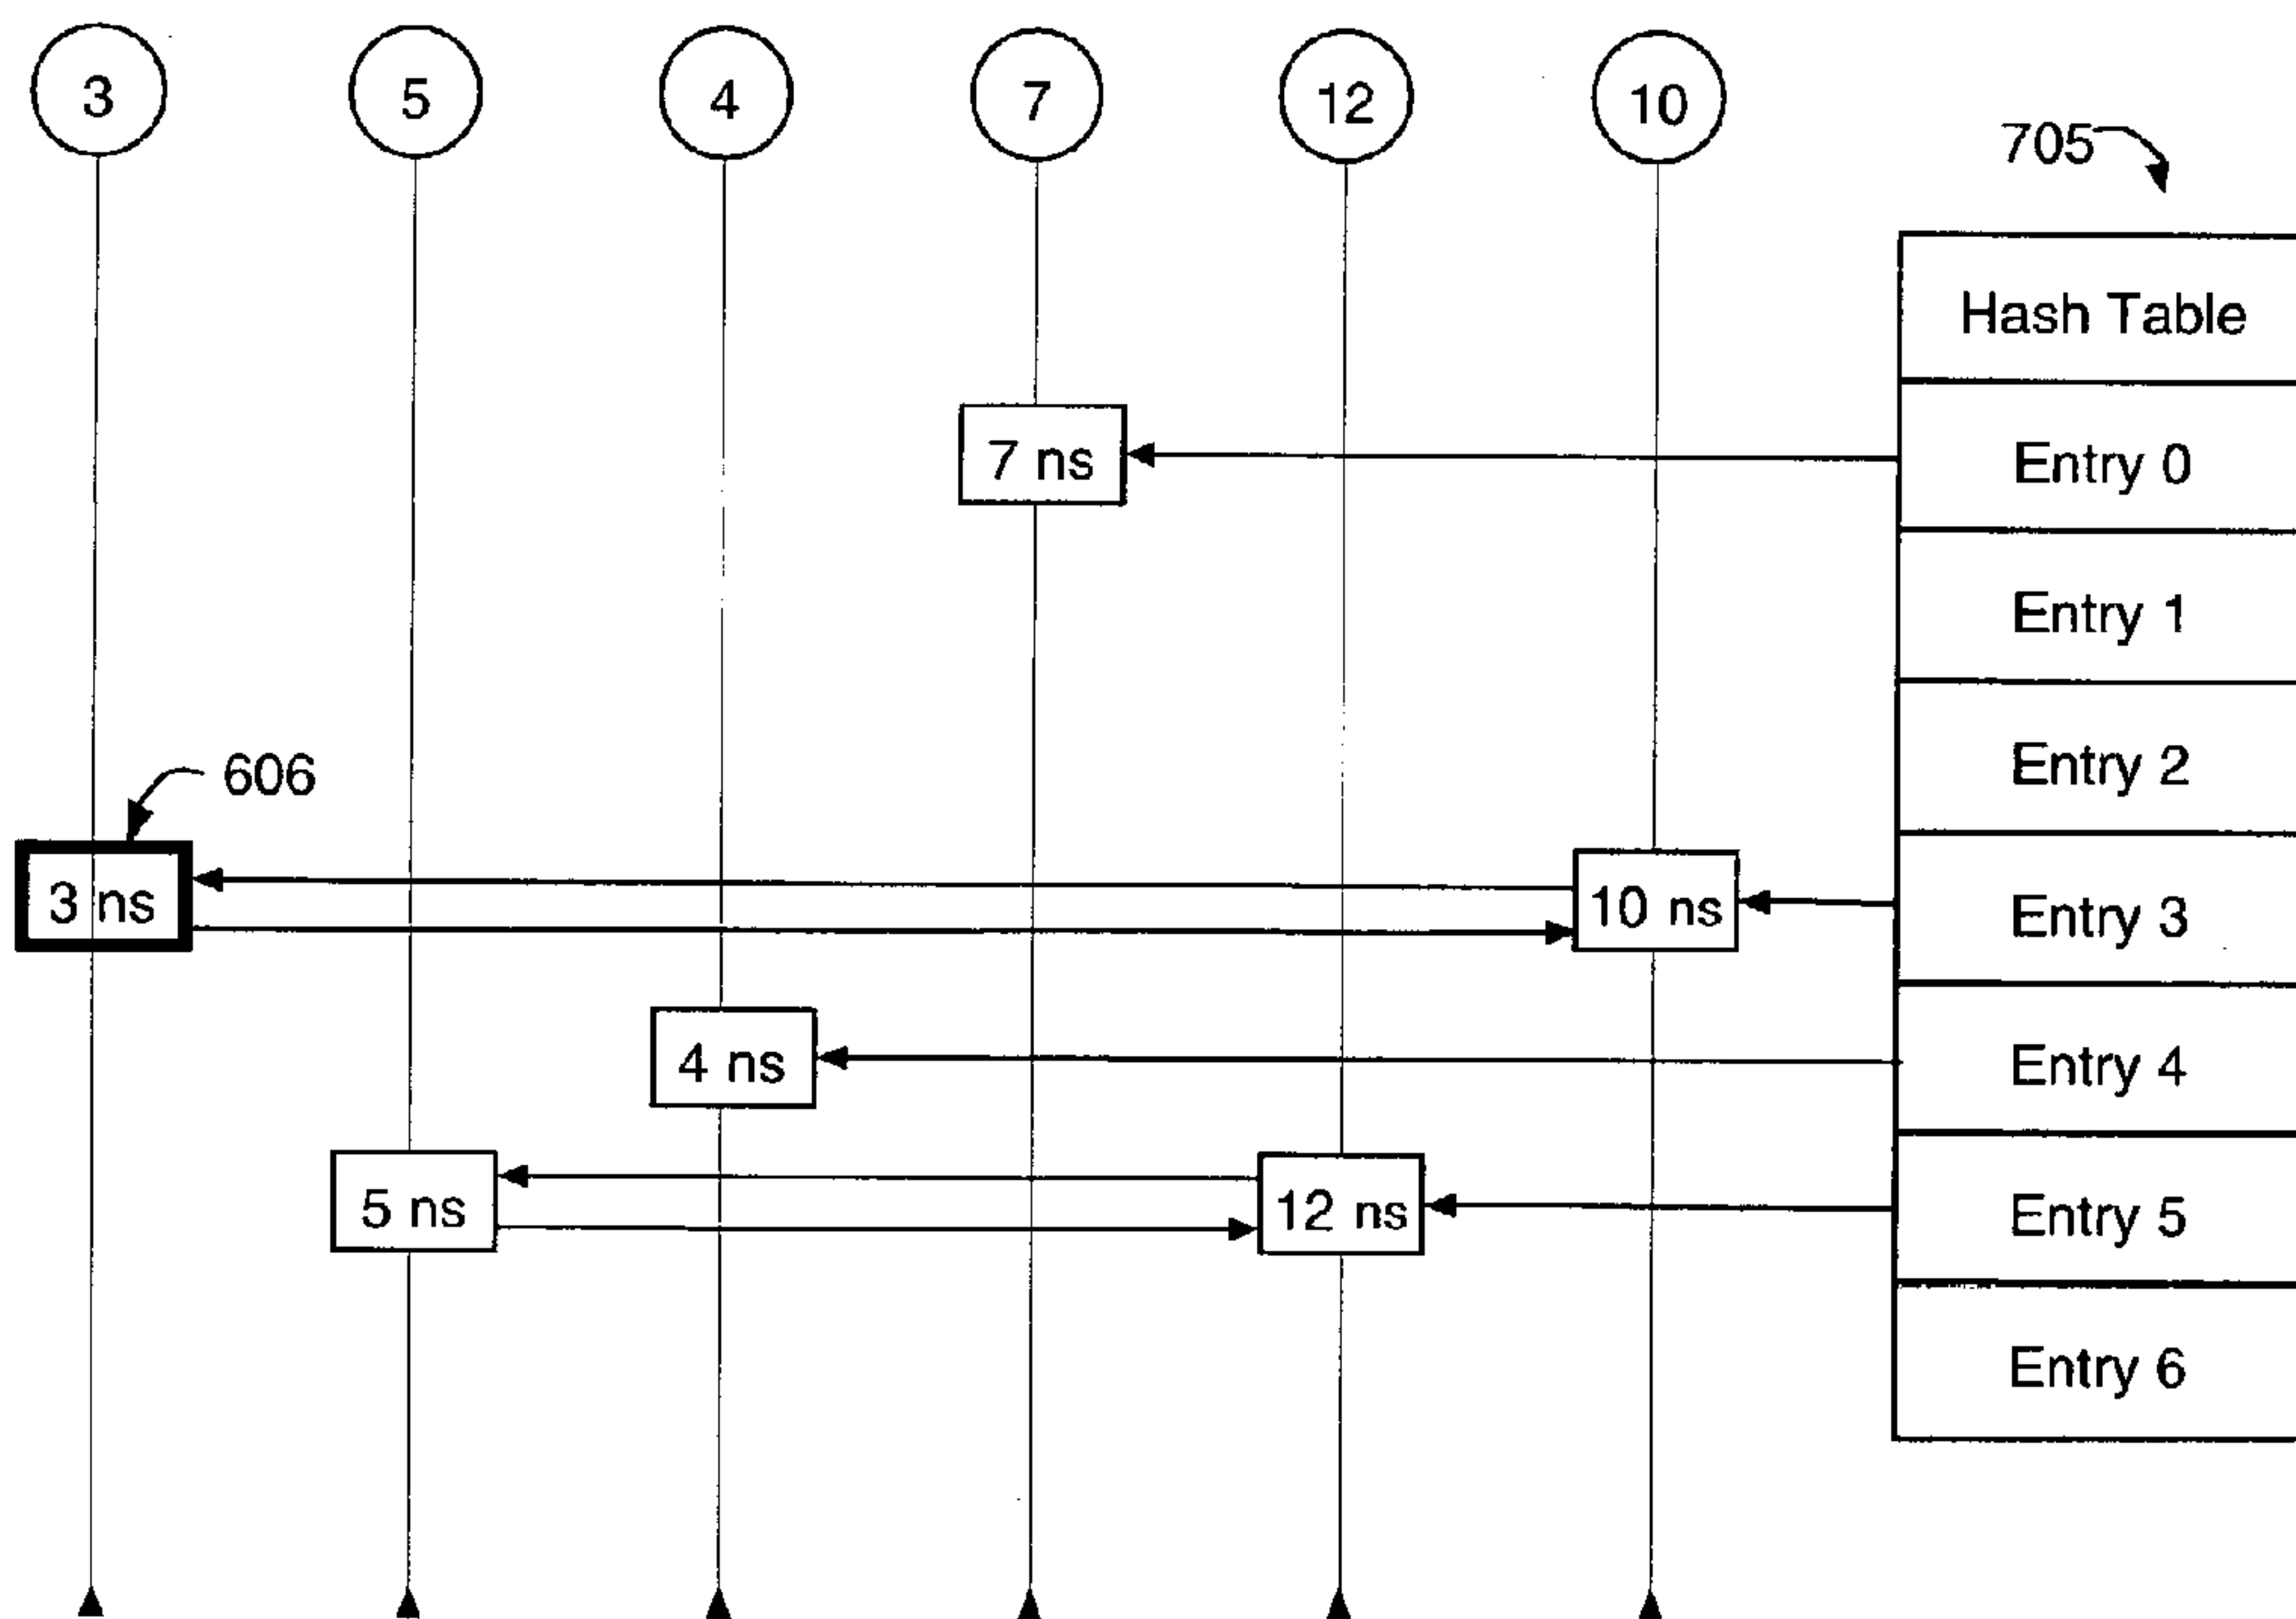 3
5
4
7
12
10
705
Hash Table
7 ns
Entry 0
Entry 1
606
Entry 2
3 ns
10 ns
Entry 3
4 ns
Entry 4
5 ns
12 ns
Entry 5
Entry 6